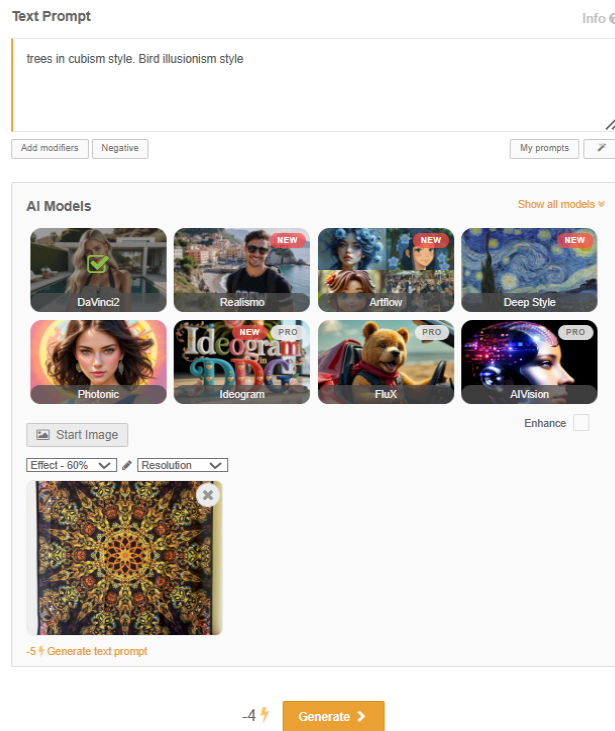 Text Prompt
Info
trees in cubism style. Bird illusionism style
Add modifiers
Negative
My prompts
AI Models
Show all models
NEW
NEW
NEW
DaVinci2
Realismo
Artflow
Deep Style
NEW
PRO
PRO
PRO
Ideogram
Photonic
Ideogram
FluX
AIVision
Enhance
Start Image
Effect - 60%
Resolution
-5 Generate text prompt
-4
Generate